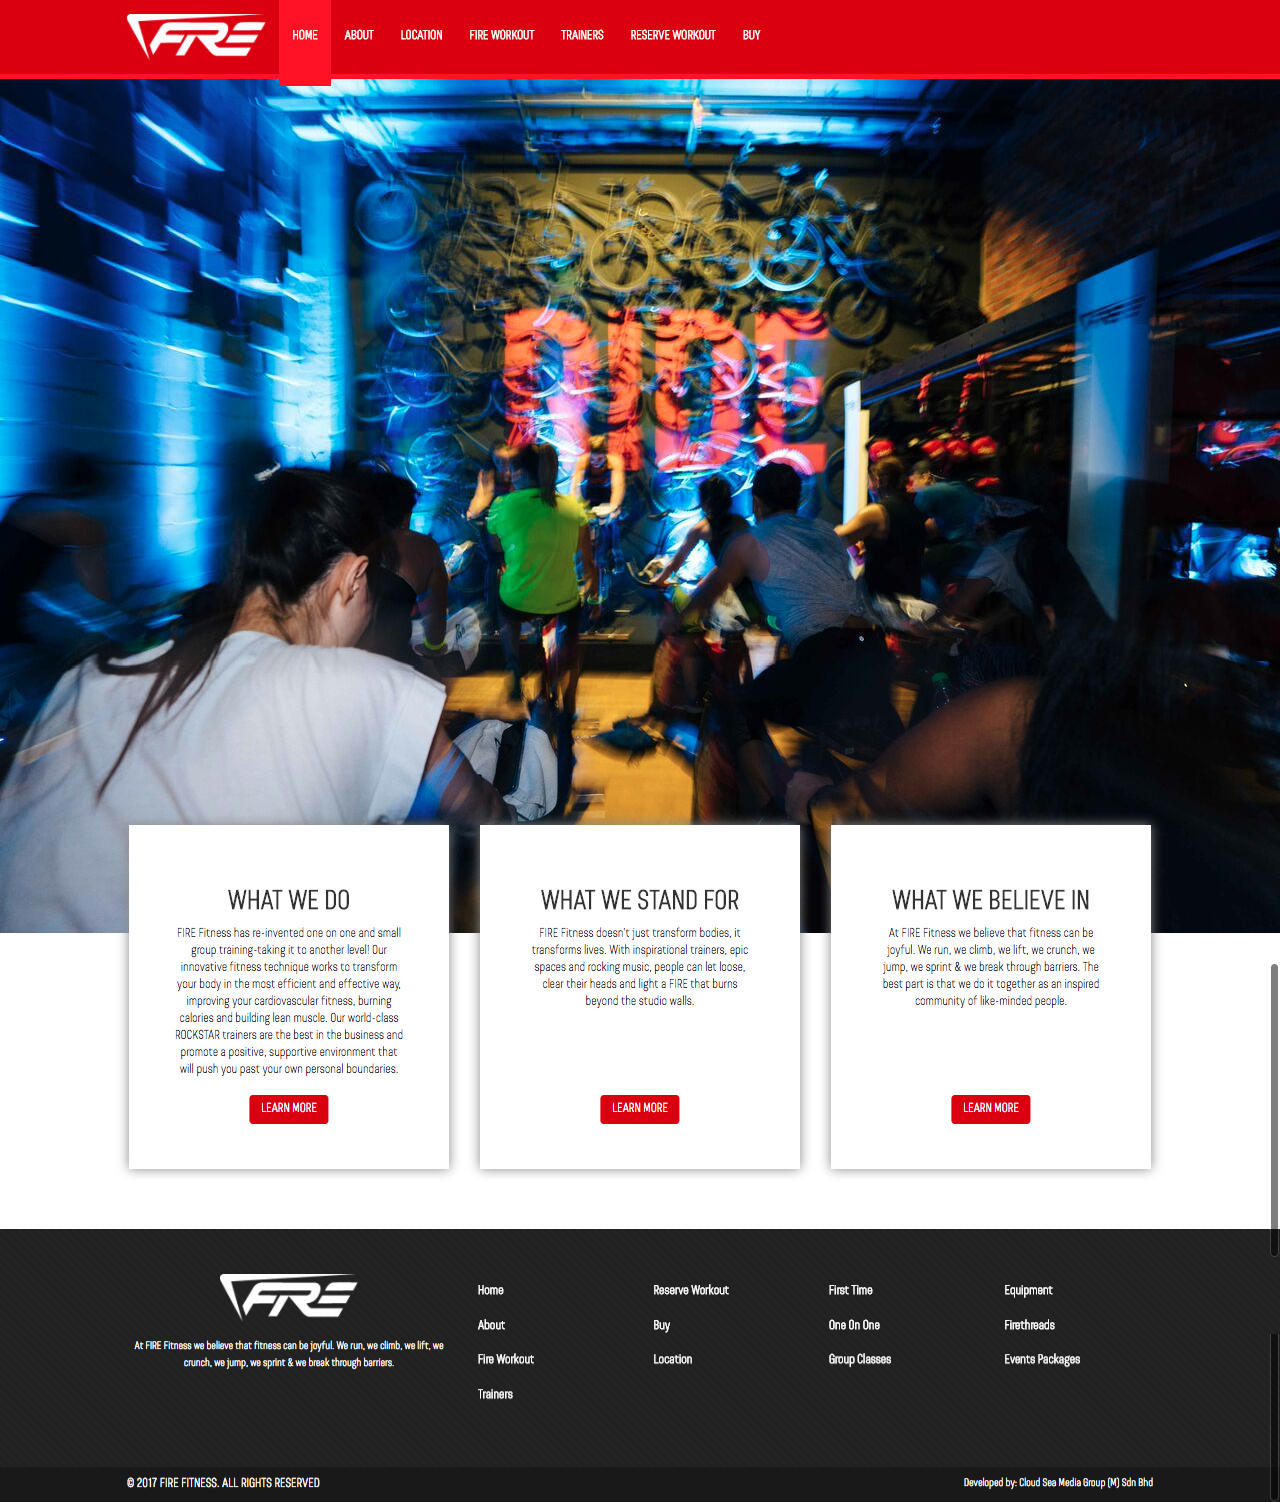 FIRE
HOME ABOUT LOCATION FIRE WORKOUT TRAINERS RESERVE WORKOUT BUY
RIDE
WHAT WE DO
FIRE Fitness has re-invented one on one and small
group training-taking it to another level! Our
innovative fitness technique works to transform
your body in the most efficient and effective way,
improving your cardiovascular fitness, burning
calories and building lean muscle. Our world-class
ROCKSTAR trainers are the best in the business and
promote a positive, supportive environment that
will push you past your own personal boundaries.
LEARN MORE
WHAT WE STAND FOR
FIRE Fitness doesn't just transform bodies, it
transforms lives. With inspirational trainers, epic
spaces and rocking music, people can let loose,
clear their heads and light a FIRE that burns
beyond the studio walls.
LEARN MORE
WHAT WE BELIEVE IN
At FIRE Fitness we believe that fitness can be
joyful. We run, we climb, we lift, we crunch, we
jump, we sprint & we break through barriers. The
best part is that we do it together as an inspired
community of like-minded people.
LEARN MORE
FIRE
At FIRE Fitness we believe that fitness can be joyful. We run, we climb, we lift, we
crunch, we jump, we sprint & we break through barriers.
Home
About
Fire Workout
Trainers
Reserve Workout
Buy
Location
First Time
One On One
Group Classes
Equipment
Firethreads
Events Packages
© 2017 FIRE FITNESS. ALL RIGHTS RESERVED
Developed by: Cloud Sea Media Group (M) Sdn Bhd